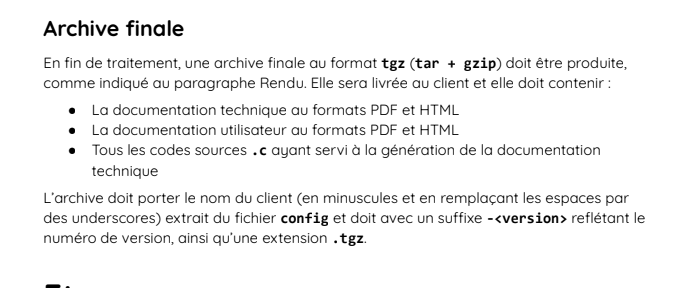 Archive finale
En fin de traitement, une archive finale au format tgz (tar + gzip) doit être produite,
comme indiqué au paragraphe Rendu. Elle sera livrée au client et elle doit contenir :
● La documentation technique au formats PDF et HTML
● La documentation utilisateur au formats PDF et HTML
● Tous les codes sources .c ayant servi à la génération de la documentation
technique
L'archive doit porter le nom du client (en minuscules et en remplaçant les espaces par
des underscores) extrait du fichier config et doit avec un suffixe -<version> reflétant le
numéro de version, ainsi qu'une extension .tgz.